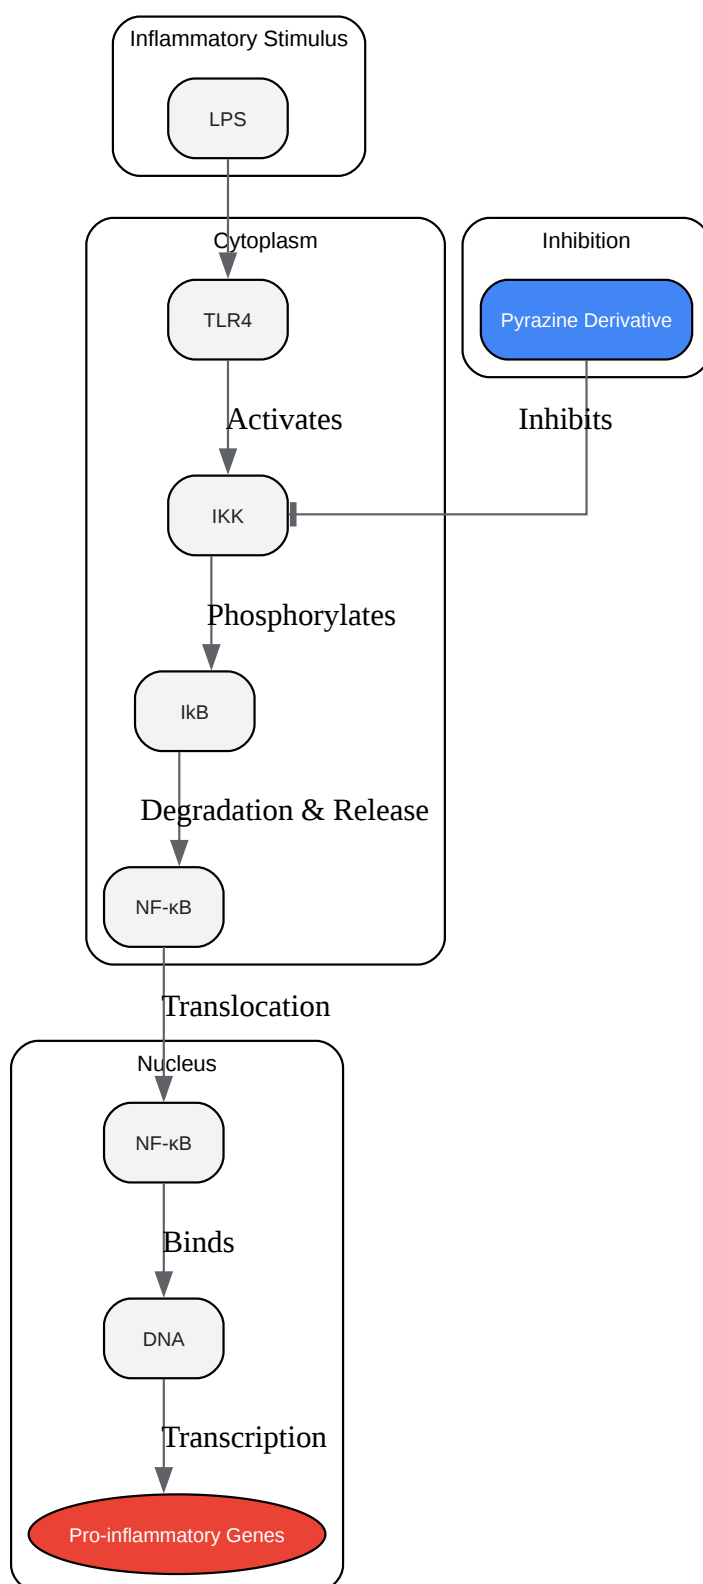 Inflammatory Stimulus
LPS
Cytoplasm
Inhibition
TLR4
Pyrazine Derivative
Activates
Inhibits
IKK
Phosphorylates
IkB
Degradation & Release
NF-κB
Translocation
Nucleus
NF-κB
Binds
DNA
Transcription
Pro-inflammatory Genes